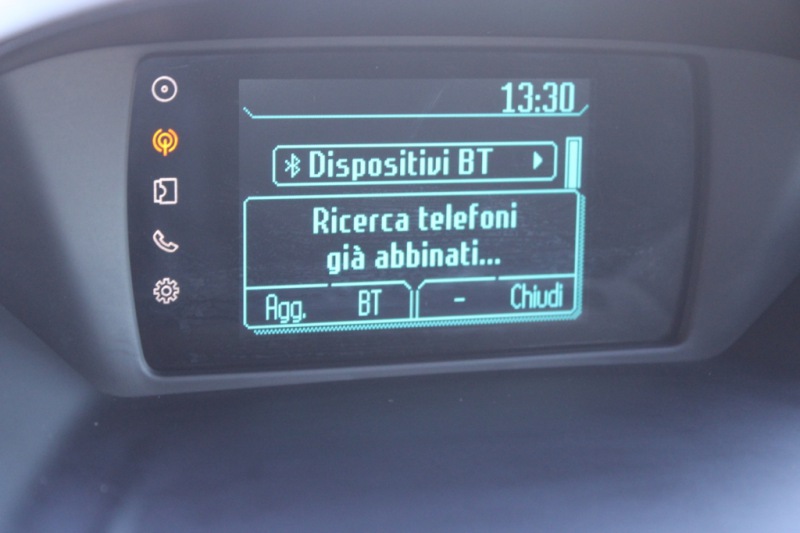 13:30
Dispositivi BT
Ricerca telefoni
già abbinati...
Agg. BT - Chiudi